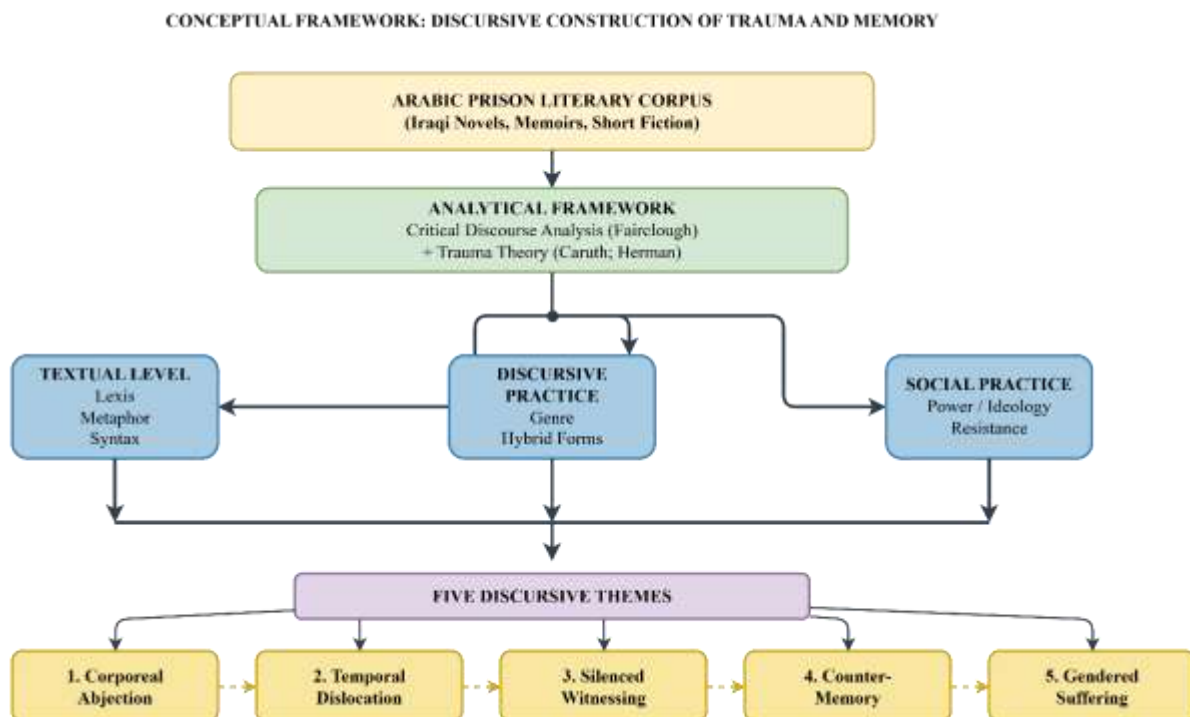 CONCEPTUAL FRAMEWORK: DISCURSIVE CONSTRUCTION OF TRAUMA AND MEMORY
ARABIC PRISON LITERARY CORPUS
(Iraqi Novels, Memoirs, Short Fiction)
ANALYTICAL FRAMEWORK
Critical Discourse Analysis (Fairclough)
+ Trauma Theory (Caruth; Herman)
TEXTUAL LEVEL
Lexis
Metaphor
Syntax
DISCURSIVE
PRACTICE
Genre
Hybrid Forms
SOCIAL PRACTICE
Power / Ideology
Resistance
FIVE DISCURSIVE THEMES
1. Corporeal
Abjection
2. Temporal
Dislocation
3. Silenced
Witnessing
4. Counter-
Memory
5. Gendered
Suffering